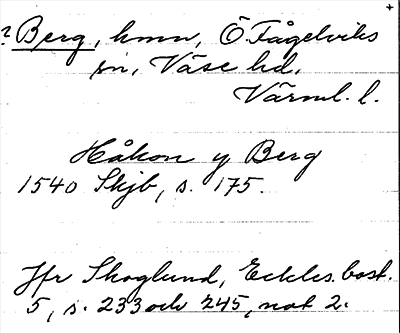 +
? Berg, hmn, Ö Fågelviks
sn, Väse hd,
Värml. l.
Håkon y Berg
1540 Skjb, s. 175.
Jfr Skoglund, Eckles. bost.
5, s. 233 och 245, not 2.